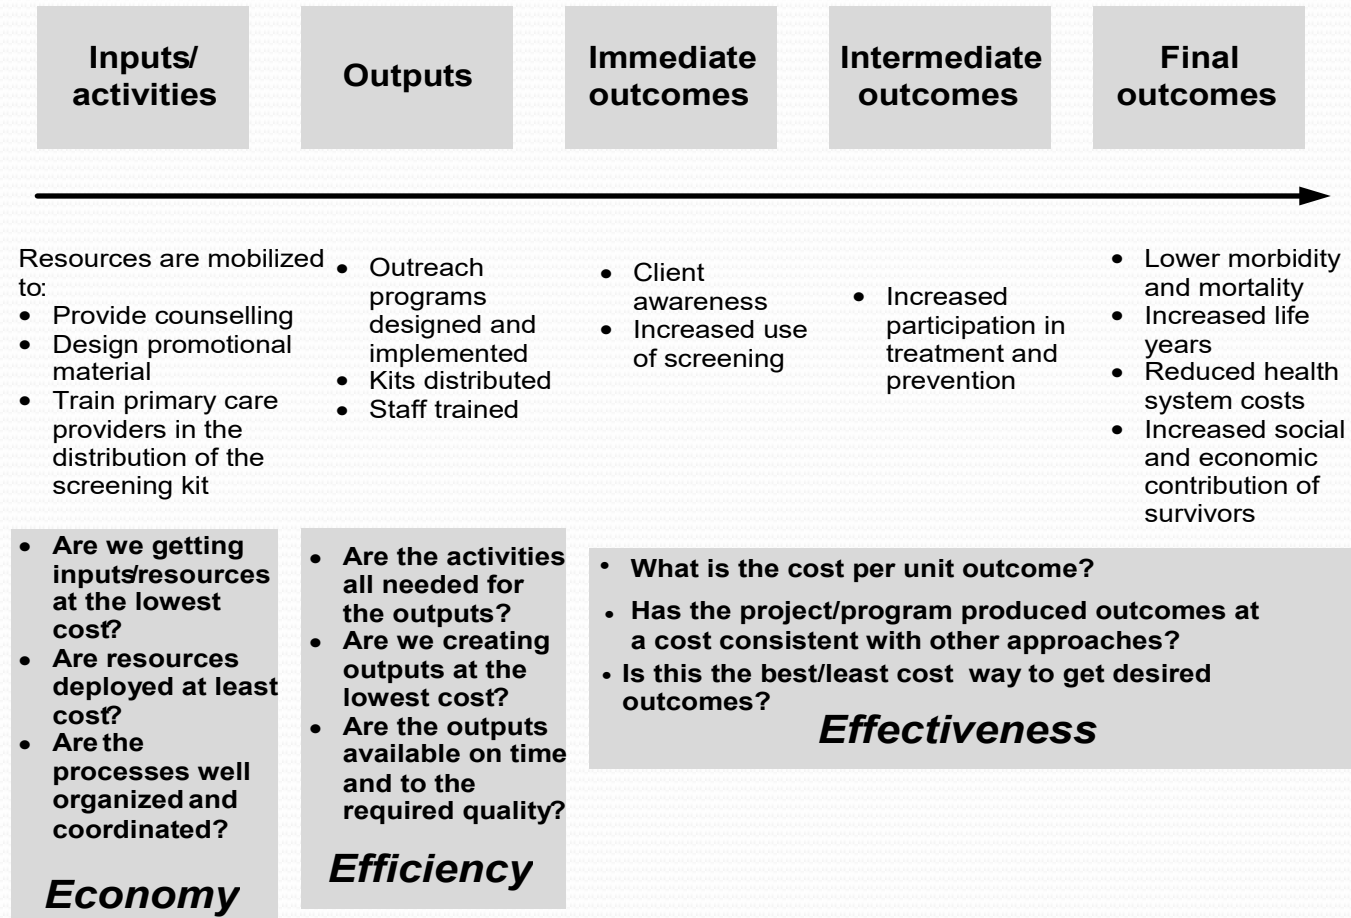 Inputs/
activities
Outputs
Immediate
outcomes
Intermediate
outcomes
Final
outcomes
Resources are mobilized
to:
• Provide counselling
• Design promotional
material
• Train primary care
providers in the
distribution of the
screening kit
• Outreach
programs
designed and
implemented
• Kits distributed
• Staff trained
• Client
awareness
• Increased use
of screening
• Increased
participation in
treatment and
prevention
• Lower morbidity
and mortality
• Increased life
years
• Reduced health
system costs
• Increased social
and economic
contribution of
survivors
• Are we getting
inputs/resources
at the lowest
cost?
• Are resources
deployed at least
cost?
• Are the
processes well
organized and
coordinated?
Economy
• Are the activities
all needed for
the outputs?
• Are we creating
outputs at the
lowest cost?
• Are the outputs
available on time
and to the
required quality?
Efficiency
• What is the cost per unit outcome?
• Has the project/program produced outcomes at
a cost consistent with other approaches?
• Is this the best/least cost way to get desired
outcomes?
Effectiveness